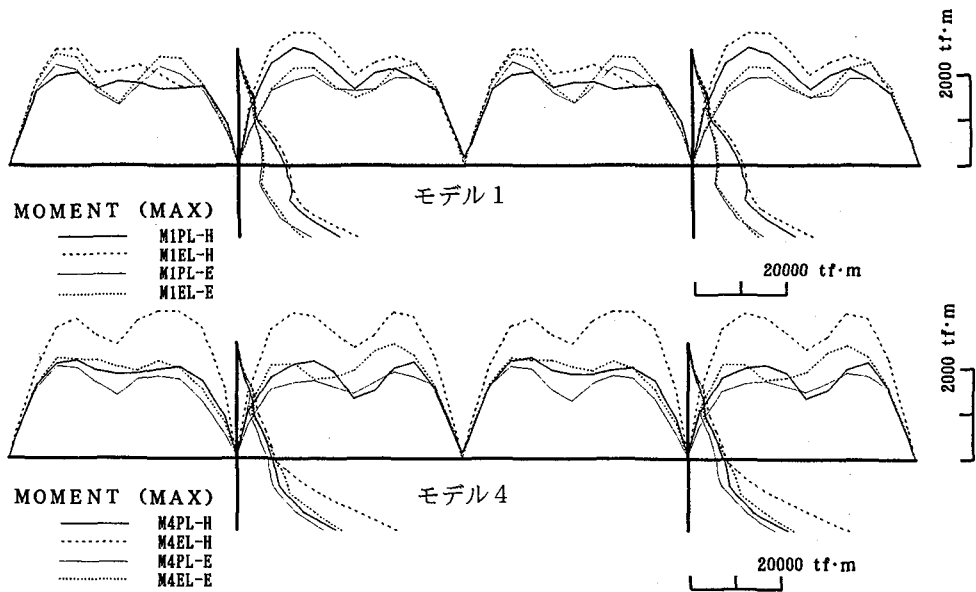 2000 tf·m
モデル1
MOMENT (MAX)
M1PL-H
M1EL-H
M1PL-E
M1EL-E
20000 tf·m
2000 tf·m
モデル4
MOMENT (MAX)
M4PL-H
M4EL-H
M4PL-E
M4EL-E
20000 tf·m